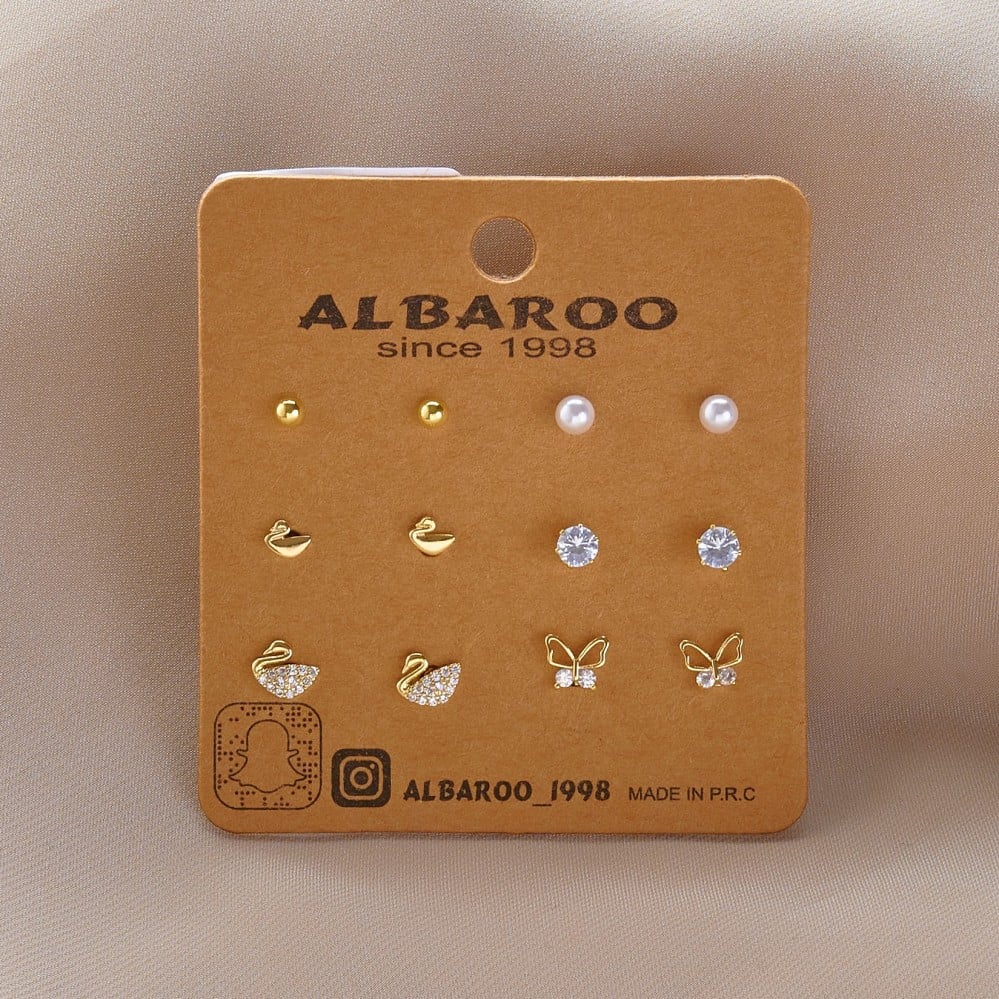 ALBAROO
since 1998
ALBAROO_1998 MADE IN P.R.C